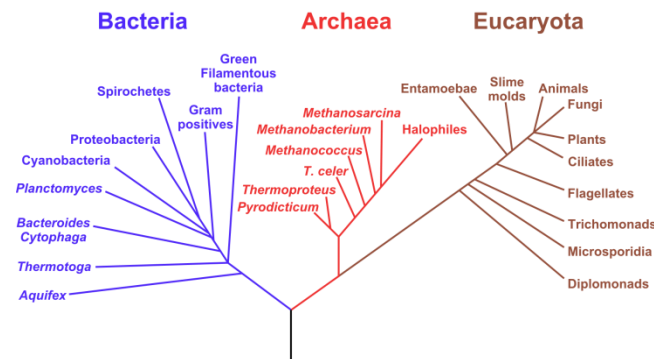 Bacteria
Archaea
Eucaryota
Green
Filamentous
bacteria
Spirochetes
Gram
positives
Proteobacteria
Cyanobacteria
Planctomyces
Bacteroides
Cytophaga
Thermotoga
Aquifex
Methanosarcina
Methanobacterium
Halophiles
Methanococcus
T. celer
Thermoproteus
Pyrodicticum
Entamoebae
Slime
molds
Animals
Fungi
Plants
Ciliates
Flagellates
Trichomonads
Microsporidia
Diplomonads